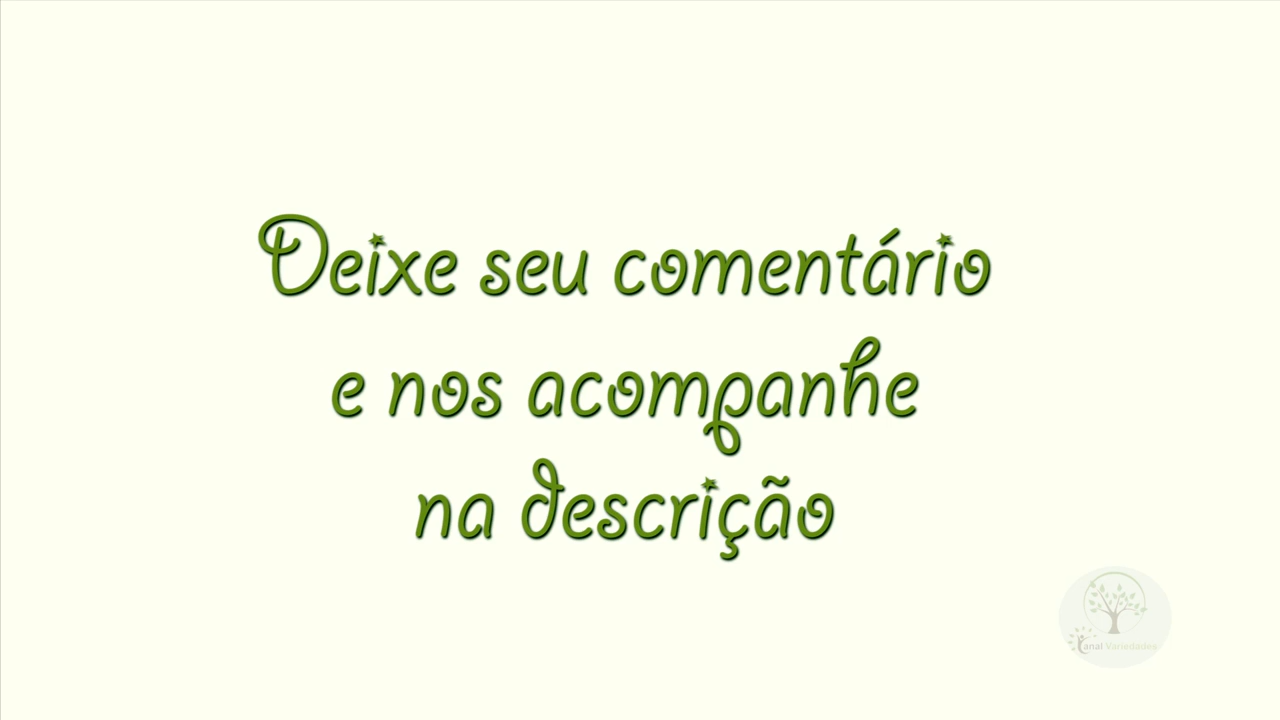 Deixe seu comentário
e nos acompanhe
na descrição
Canal Variedades